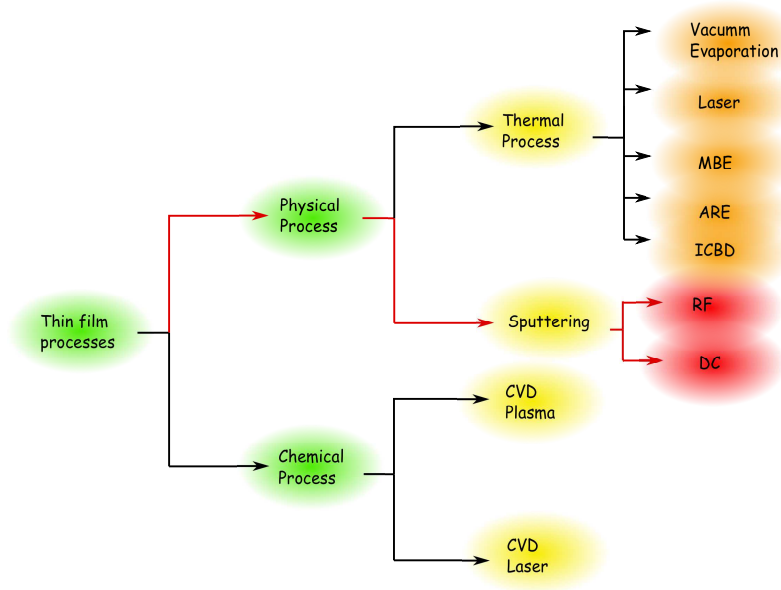 Vacumm
Evaporation
Laser
Thermal
Process
MBE
ARE
ICBD
Physical
Process
RF
Sputtering
DC
Thin film
processes
CVD
Plasma
Chemical
Process
CVD
Laser